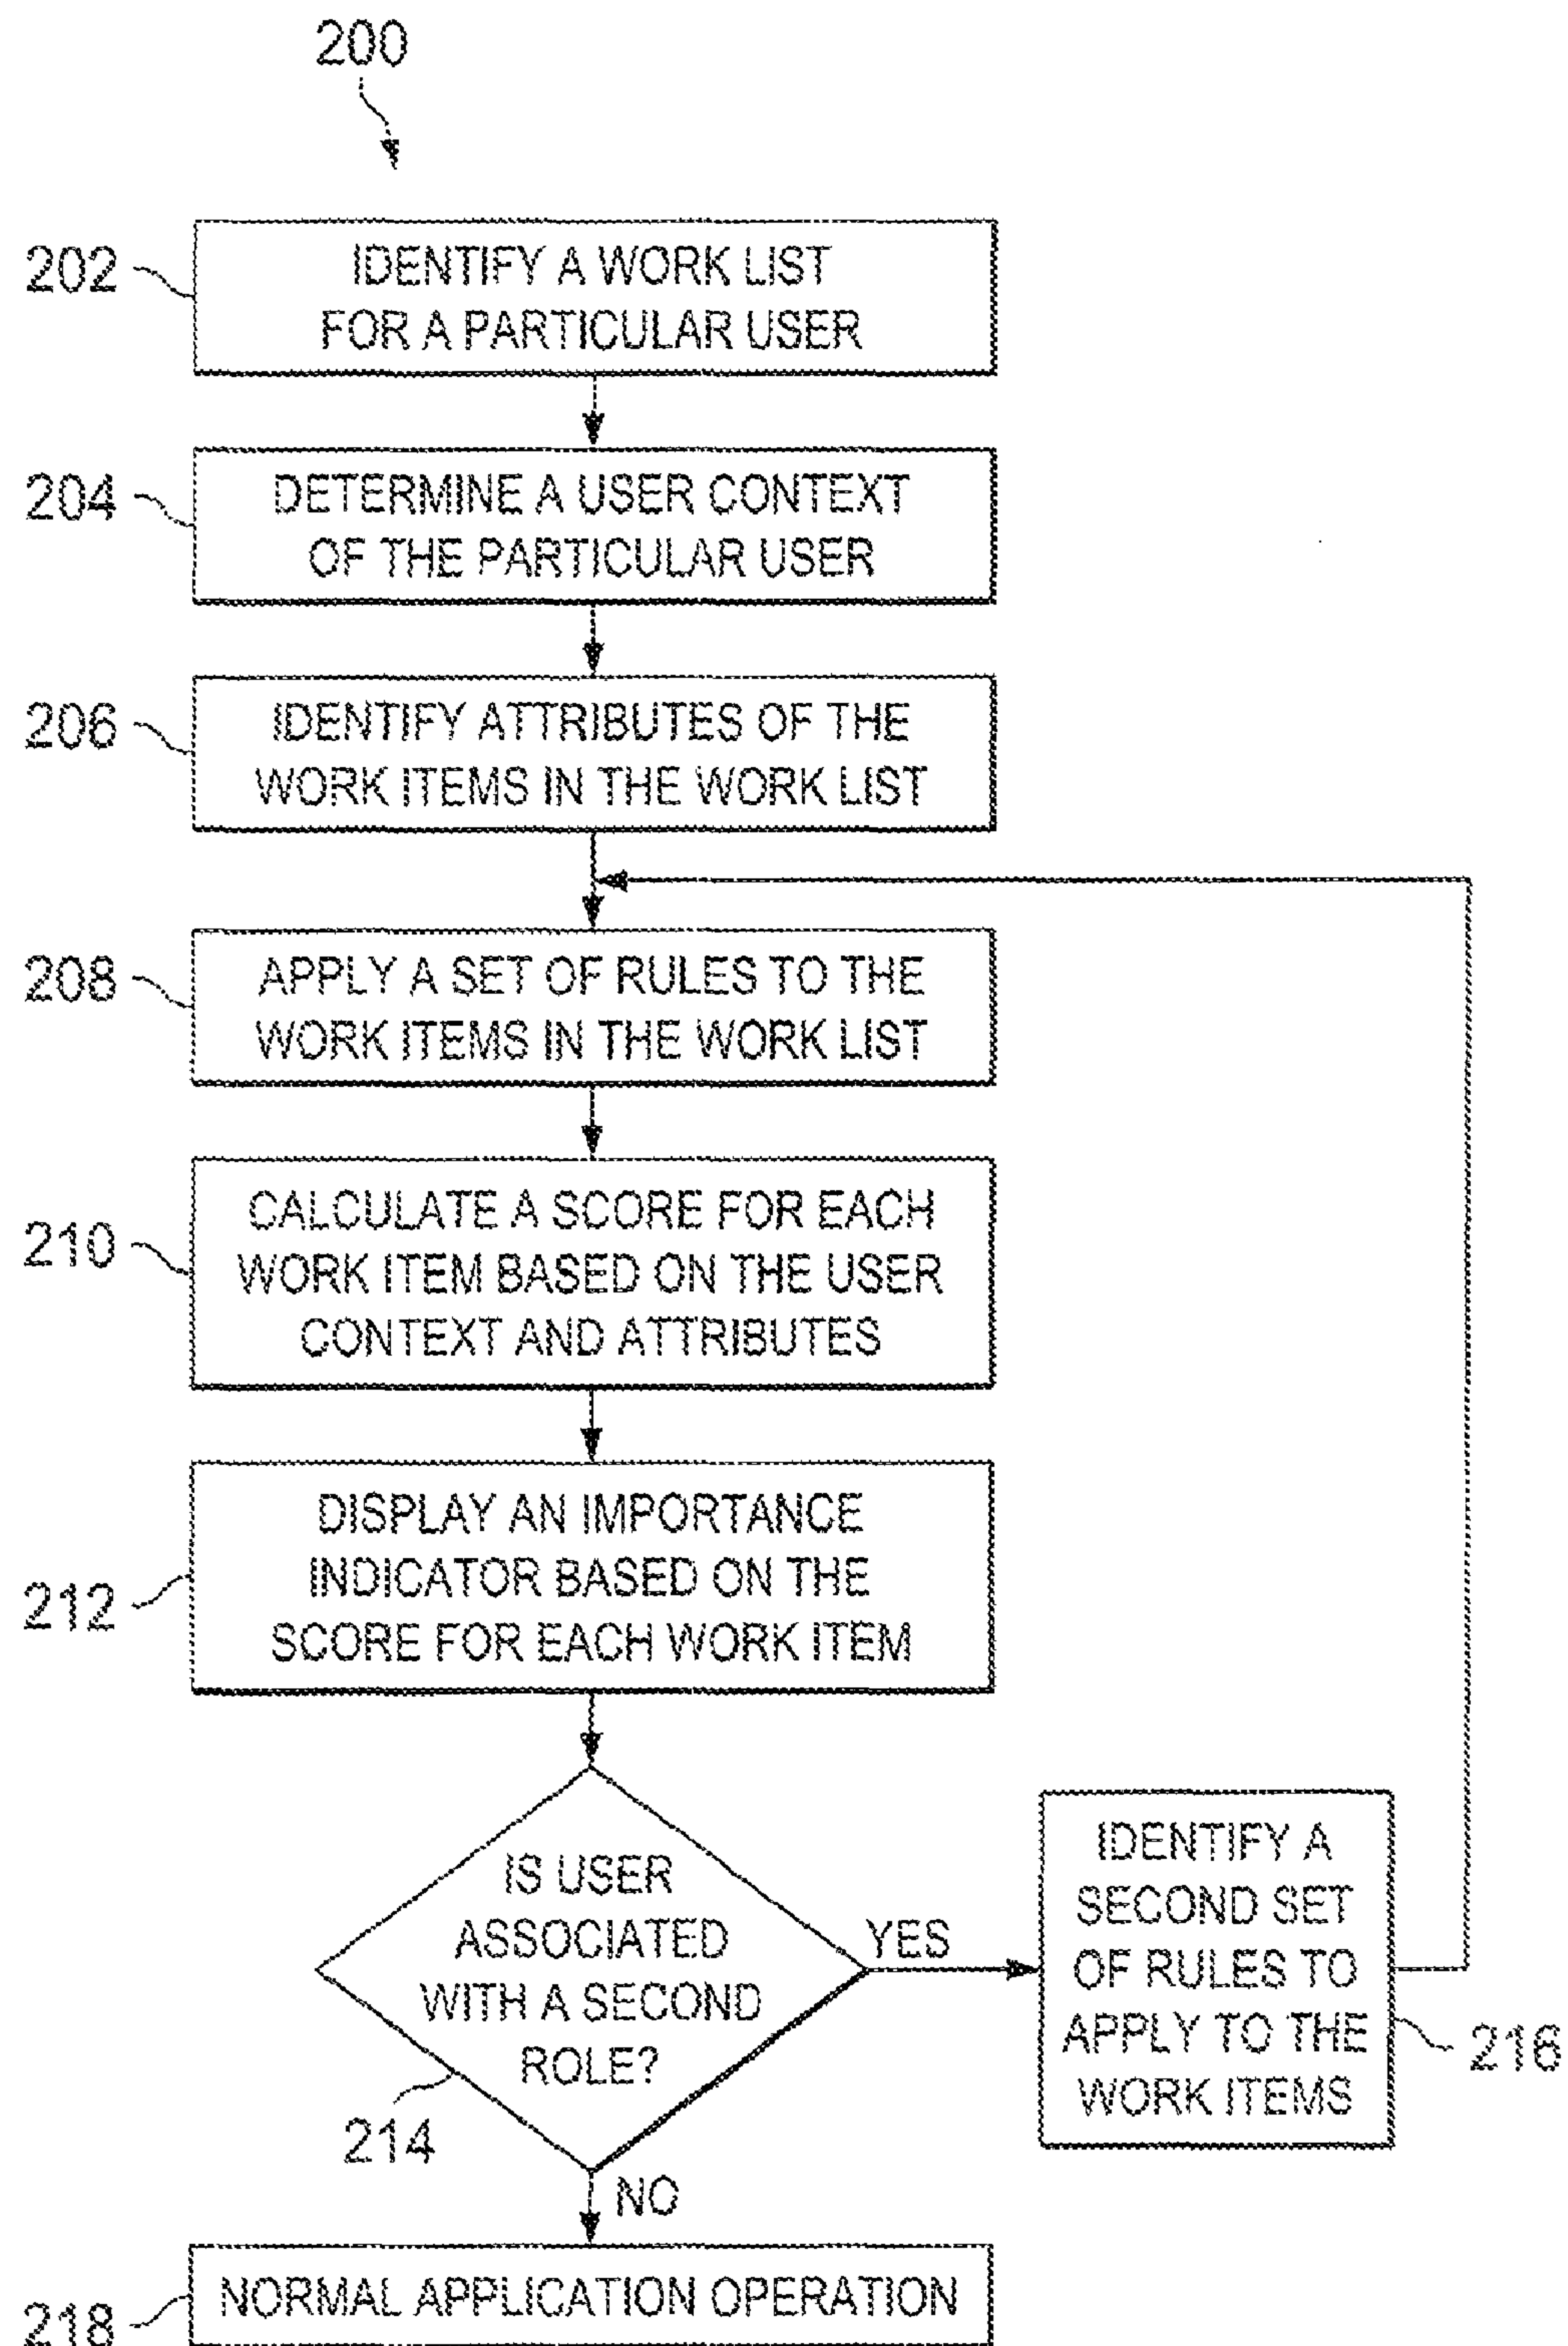 200
202
IDENTIFY A WORK LIST
FOR A PARTICULAR USER
204
DETERMINE A USER CONTEXT
OF THE PARTICULAR USER
206
IDENTIFY ATTRIBUTES OF THE
WORK ITEMS IN THE WORK LIST
208
APPLY A SET OF RULES TO THE
WORK ITEMS IN THE WORK LIST
210
CALCULATE A SCORE FOR EACH
WORK ITEM BASED ON THE USER
CONTEXT AND ATTRIBUTES
212
DISPLAY AN IMPORTANCE
INDICATOR BASED ON THE
SCORE FOR EACH WORK ITEM
IS USER
ASSOCIATED
WITH A SECOND
ROLE?
214
YES
IDENTIFY A
SECOND SET
OF RULES TO
APPLY TO THE
WORK ITEMS
216
NO
218
NORMAL APPLICATION OPERATION